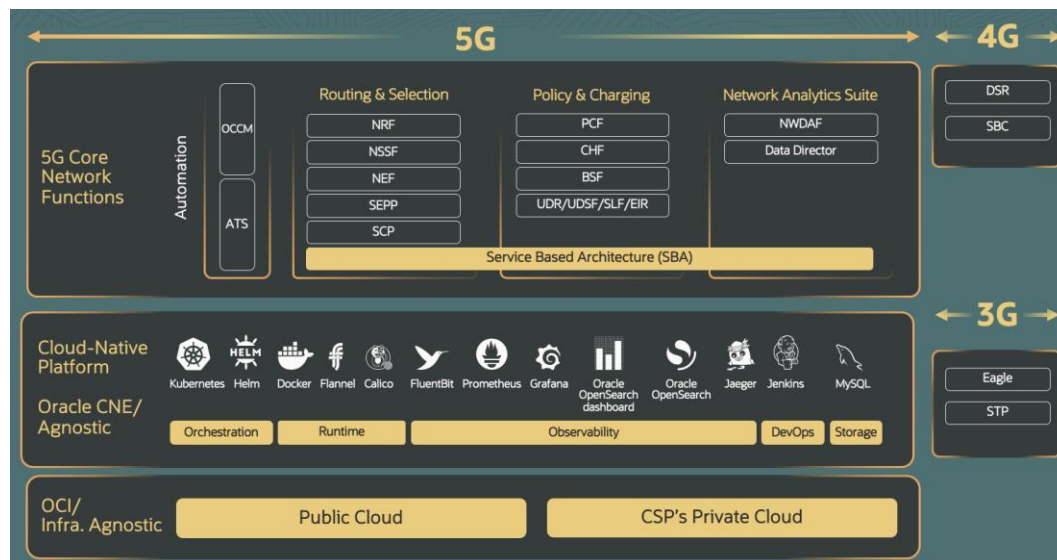 5G
4G
5G Core
Network
Functions
Automation
OCCM
ATS
Routing & Selection
NRF
NSSF
NEF
SEPP
SCP
Policy & Charging
PCF
CHF
BSF
UDR/UDSF/SLF/EIR
Network Analytics Suite
NWDAF
Data Director
Service Based Architecture (SBA)
DSR
SBC
3G
Eagle
STP
Cloud-Native
Platform
Oracle CNE/
Agnostic
Kubernetes
HELM
Helm
Docker
Flannel
Calico
FluentBit
Prometheus
Grafana
Oracle
OpenSearch
dashboard
Oracle
OpenSearch
Jaeger
Jenkins
MySQL
Orchestration
Runtime
Observability
DevOps
Storage
OCI/
Infra. Agnostic
Public Cloud
CSP's Private Cloud